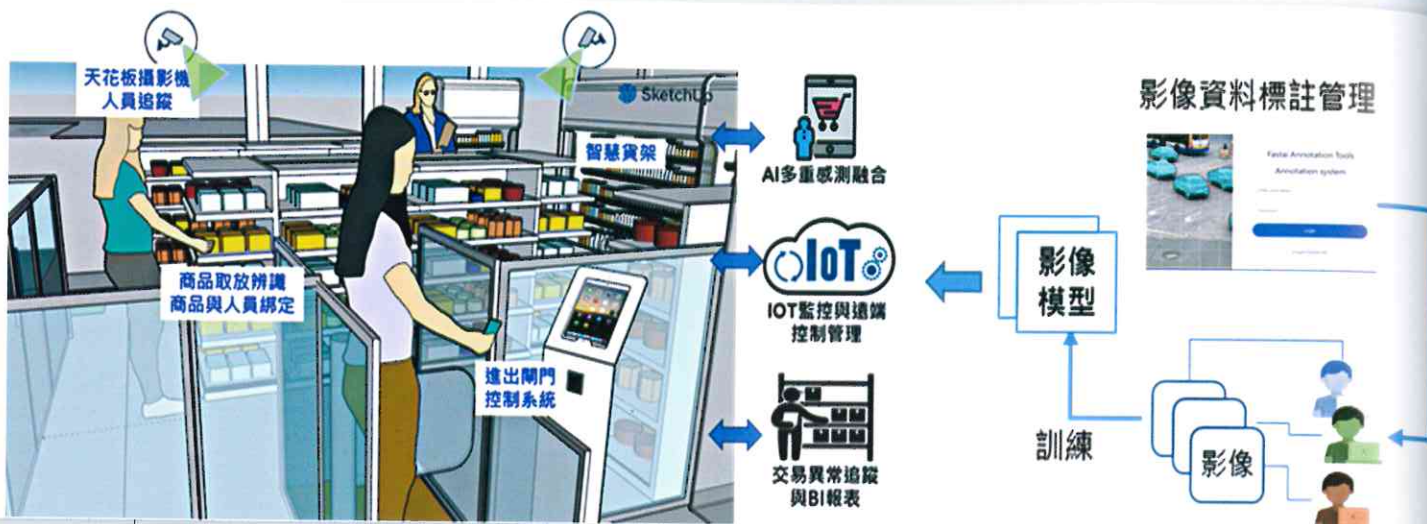 天花板攝影機
人員追蹤
SketchUp
智慧貨架
商品取放辨識
商品與人員綁定
進出閘門
控制系統
AI多重感測融合
IoT
IOT監控與遠端
控制管理
交易異常追蹤
與BI報表
影像
模型
訓練
影像
影像資料標註管理
Fastai Annotation Tools
Annotation system